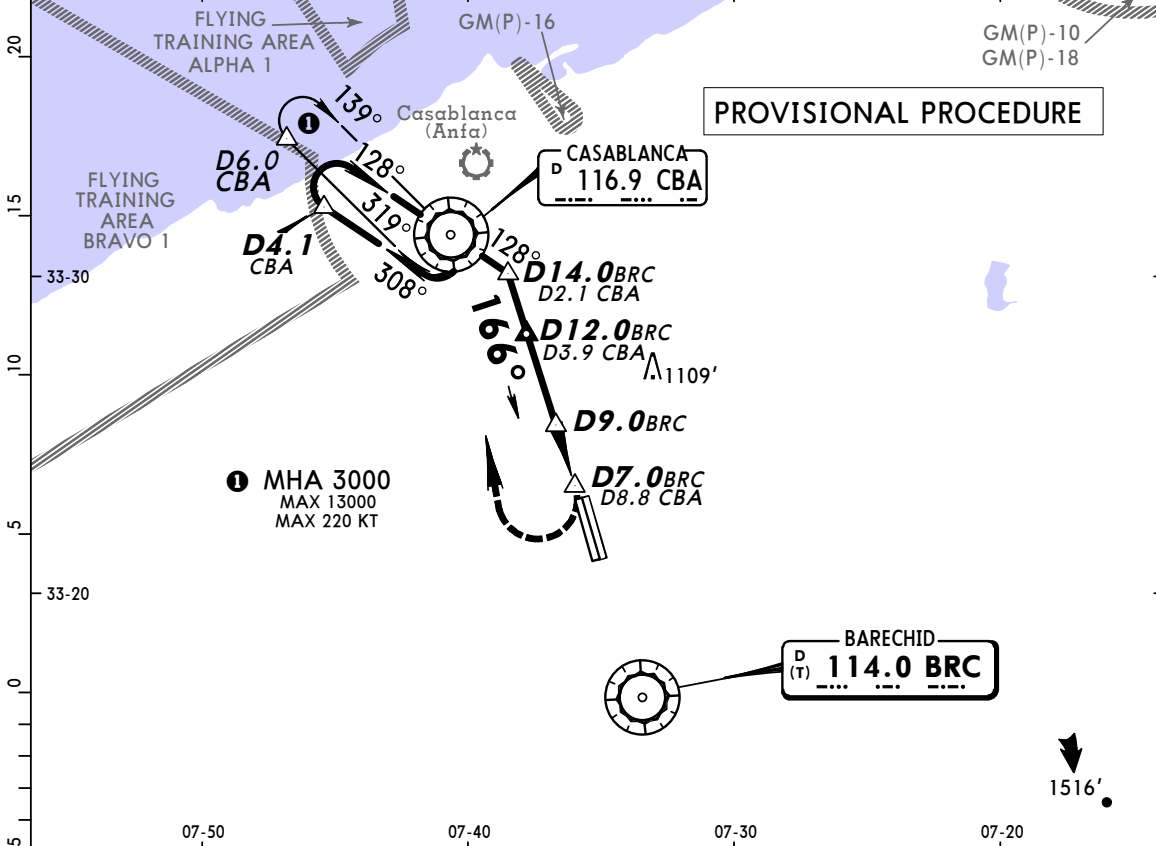 FLYING
TRAINING AREA
ALPHA 1
GM(P)-16
GM(P)-10
GM(P)-18
20
PROVISIONAL PROCEDURE
139°
1
Casablanca
(Anfa)
D6.0
CBA
128°
CASABLANCA
D 116.9 CBA
FLYING
TRAINING
AREA
BRAVO 1
15
319°
D4.1
CBA
128°
308°
33-30
D14.0BRC
D2.1 CBA
166°
D12.0BRC
D3.9 CBA
10
1109'
D9.0BRC
1 MHA 3000
MAX 13000
MAX 220 KT
D7.0BRC
D8.8 CBA
5
33-20
BARECHID
D
(T) 114.0 BRC
0
1516'
5
07-50
07-40
07-30
07-20